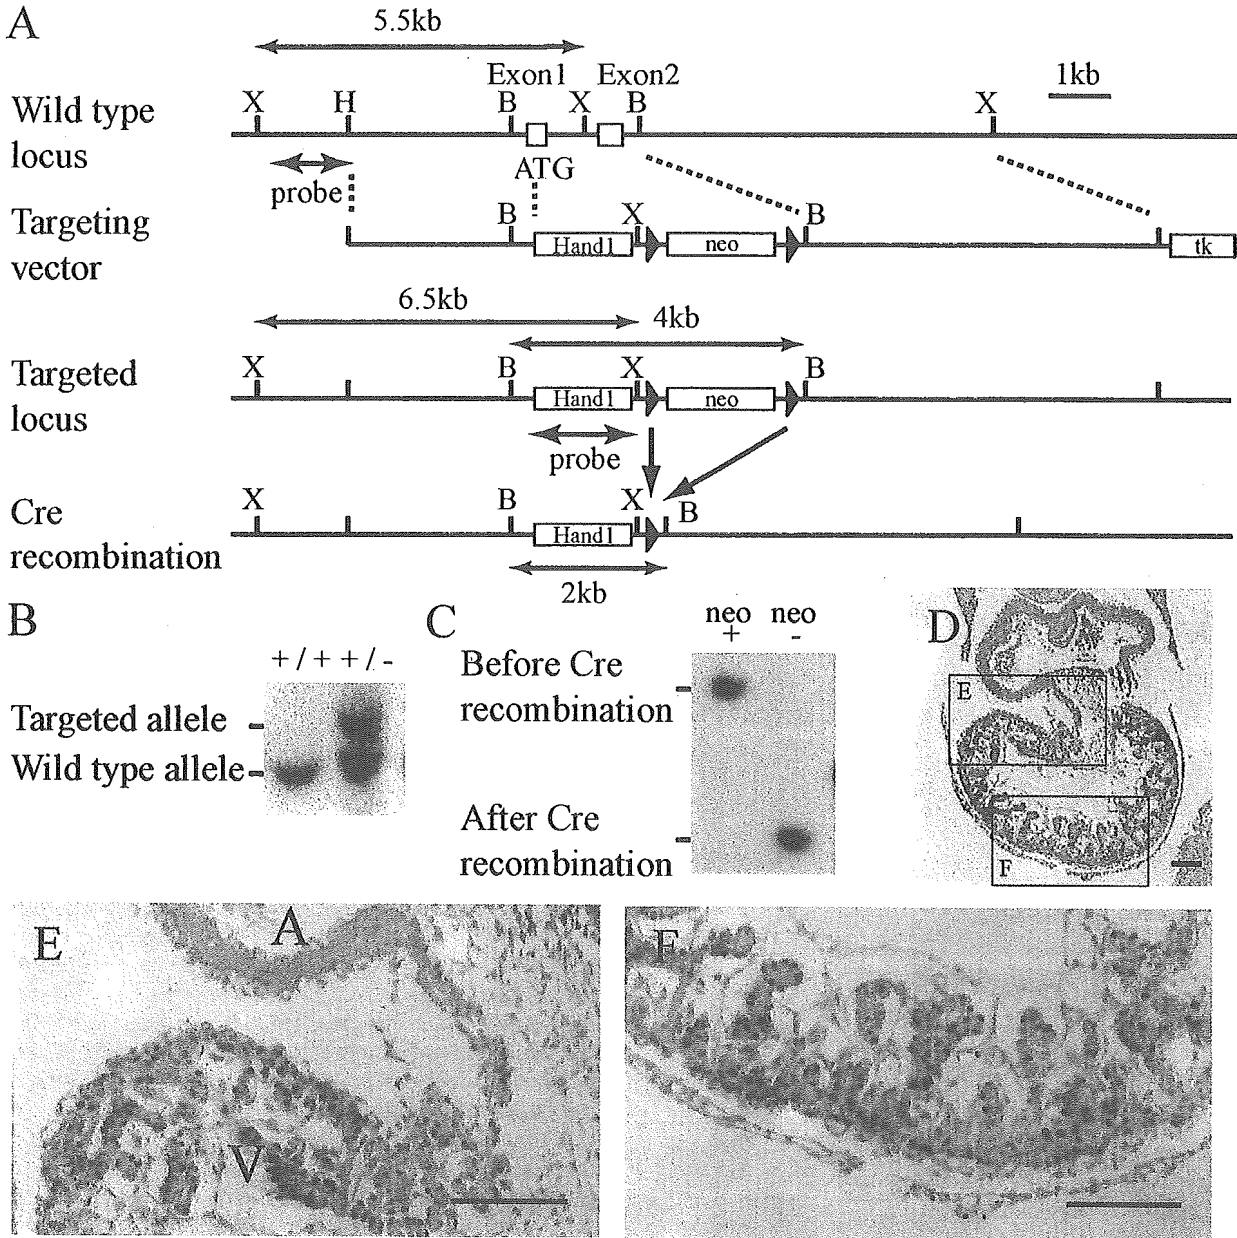 A
5.5kb
Exon1 Exon2
1kb
X H B X B X
Wild type
locus
ATG
probe
B X B
Targeting
vector
Hand1 neo tk
6.5kb
4kb
X B X B
Targeted
locus
Hand1 neo
probe
X B X B
Cre
recombination
Hand1
2kb
B
+/+ +/-
Targeted allele
Wild type allele
C
neo neo
+ -
Before Cre
recombination
After Cre
recombination
D
E
F
E
A
V
F